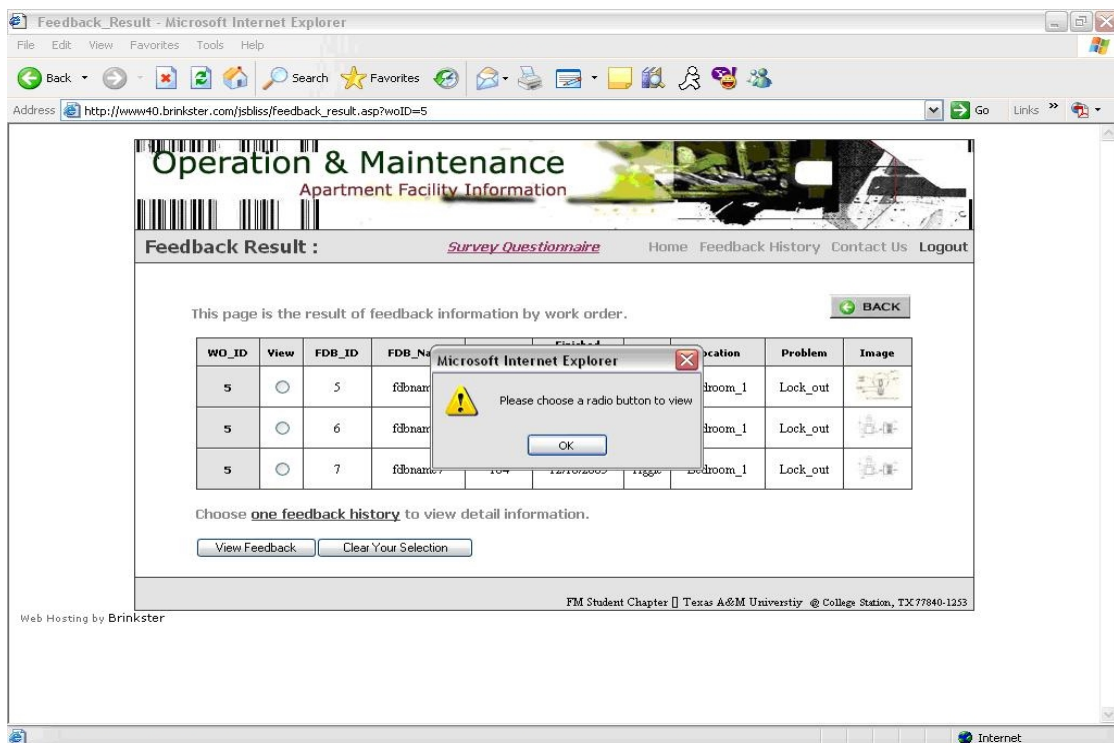 Feedback_Result - Microsoft Internet Explorer
File Edit View Favorites Tools Help
Back Search Favorites
Address http://www40.brinkster.com/jsbliss/feedback_result.asp?woID=5 Go Links »
Operation & Maintenance
Apartment Facility Information
Feedback Result : Survey Questionnaire Home Feedback History Contact Us Logout
This page is the result of feedback information by work order. BACK
WO_ID View FDB_ID Problem Image
5 5 Lock_out
5 6 Lock_out
5 7 Lock_out
Microsoft Internet Explorer
Please choose a radio button to view
OK
Choose one feedback history to view detail information.
View Feedback Clear Your Selection
FM Student Chapter [] Texas A&M Universtiy @ College Station, TX 77840-1253
Web Hosting by Brinkster
Internet